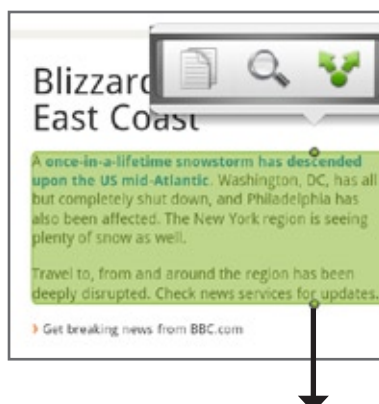 Blizzard
East Coast
A once-in-a-lifetime snowstorm has descended
upon the US mid-Atlantic. Washington, DC, has all
but completely shut down, and Philadelphia has
also been affected. The New York region is seeing
plenty of snow as well.
Travel to, from and around the region has been
deeply disrupted. Check news services for updates.
Get breaking news from BBC.com